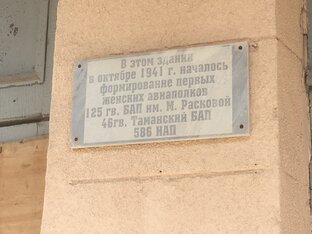 В этом здании
в октябре 1941 г. началось
формирование первых
женских авиаполков
125 гв. БАП им. М. Расковой
46гв. Таманский БАП
586 ИАП